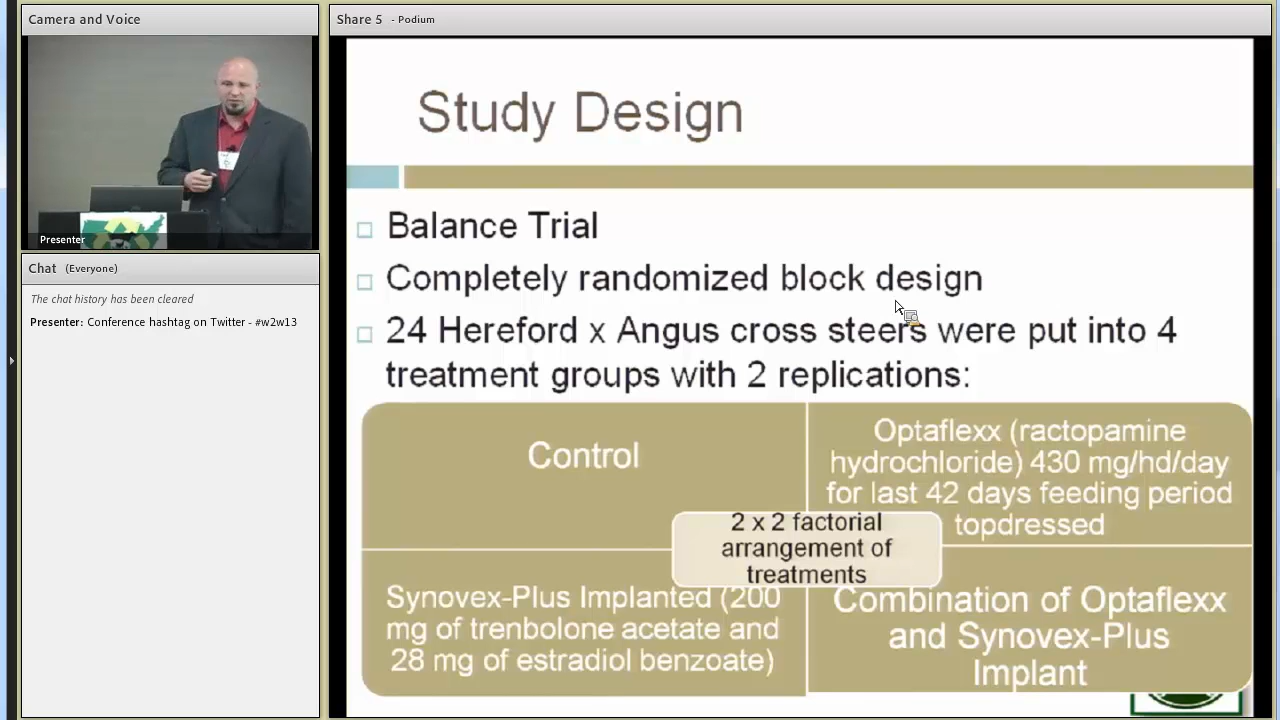 Camera and Voice
Presenter
Chat (Everyone)
The chat history has been cleared
Presenter: Conference hashtag on Twitter - #w2w13
Share 5 - Podium
Study Design
Balance Trial
Completely randomized block design
24 Hereford x Angus cross steers were put into 4
treatment groups with 2 replications:
Control
Optaflexx (ractopamine
hydrochloride) 430 mg/hd/day
for last 42 days feeding period
topdressed
2 x 2 factorial
arrangement of
treatments
Synovex-Plus Implanted (200
mg of trenbolone acetate and
28 mg of estradiol benzoate)
Combination of Optaflexx
and Synovex-Plus
Implant